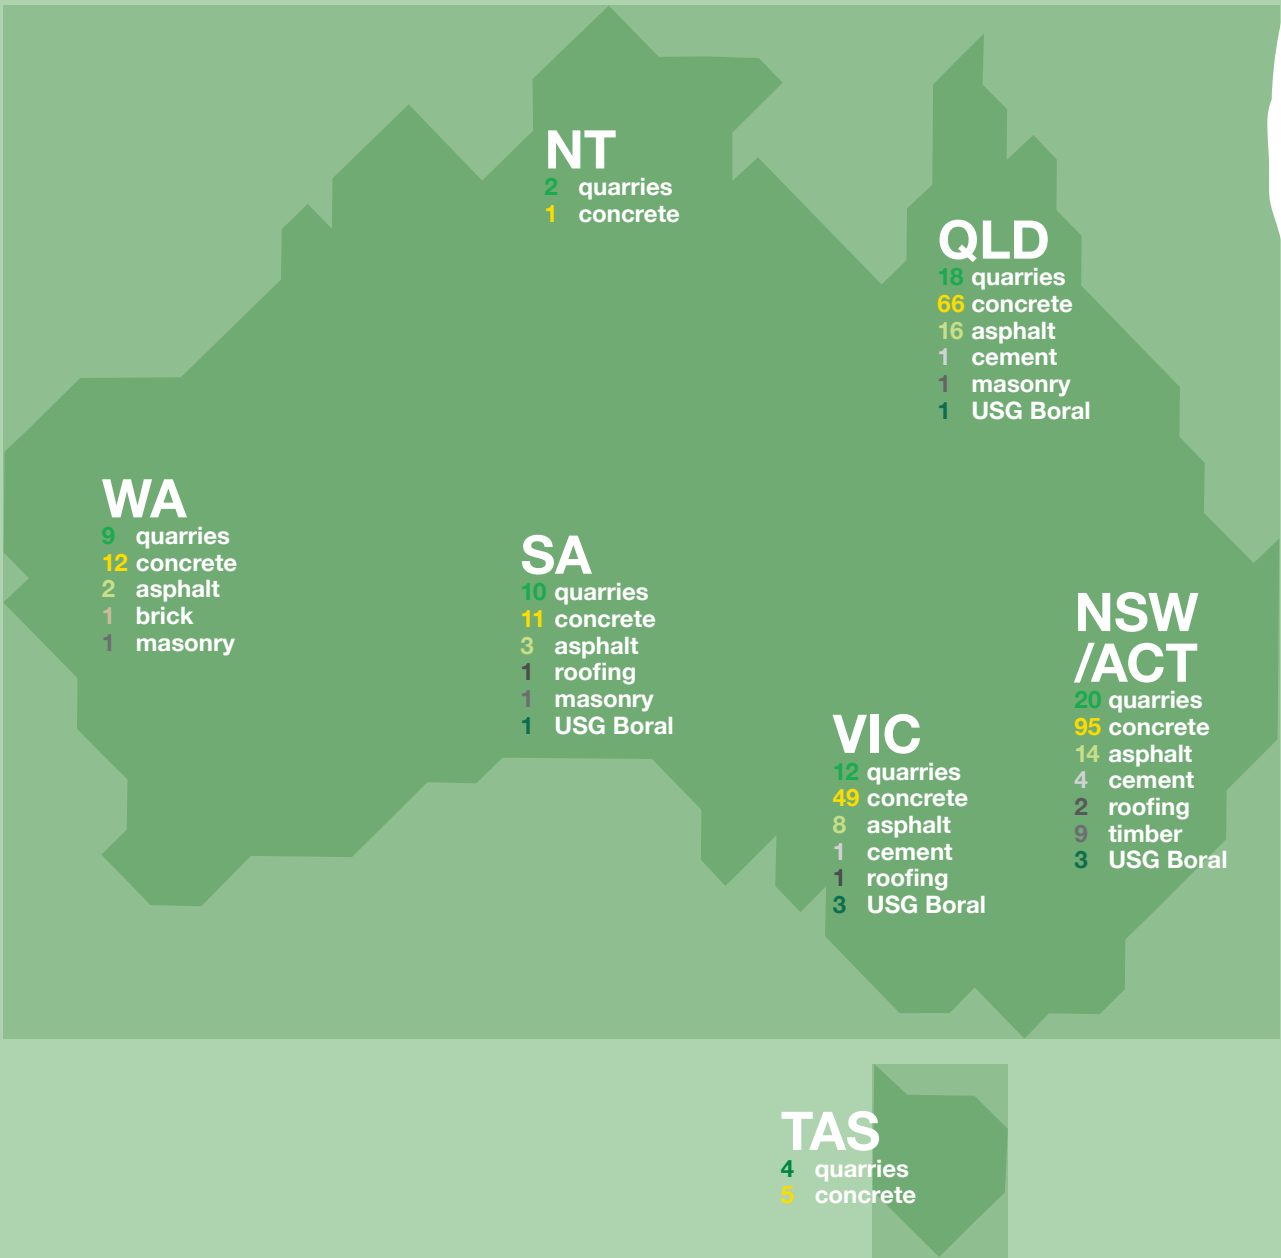 NT
2 quarries
1 concrete
QLD
18 quarries
66 concrete
16 asphalt
1 cement
1 masonry
1 USG Boral
WA
9 quarries
12 concrete
2 asphalt
1 brick
1 masonry
SA
10 quarries
11 concrete
3 asphalt
1 roofing
1 masonry
1 USG Boral
NSW
/ACT
20 quarries
95 concrete
14 asphalt
4 cement
2 roofing
9 timber
3 USG Boral
VIC
12 quarries
49 concrete
8 asphalt
1 cement
1 roofing
3 USG Boral
TAS
4 quarries
5 concrete